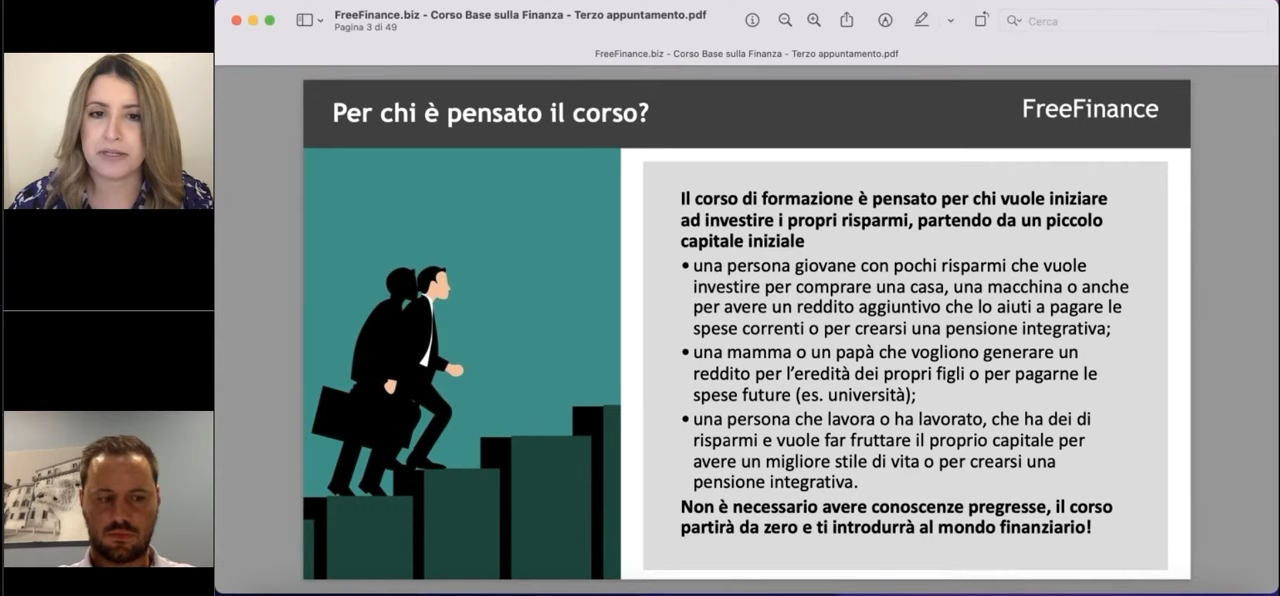 FreeFinance.biz - Corso Base sulla Finanza - Terzo appuntamento.pdf
Pagina 3 di 49
Cerca
FreeFinance.biz - Corso Base sulla Finanza - Terzo appuntamento.pdf
Per chi è pensato il corso?
FreeFinance
Il corso di formazione è pensato per chi vuole iniziare
ad investire i propri risparmi, partendo da un piccolo
capitale iniziale
• una persona giovane con pochi risparmi che vuole
investire per comprare una casa, una macchina o anche
per avere un reddito aggiuntivo che lo aiuti a pagare le
spese correnti o per crearsi una pensione integrativa;
• una mamma o un papà che vogliono generare un
reddito per l'eredità dei propri figli o per pagarne le
spese future (es. università);
• una persona che lavora o ha lavorato, che ha dei di
risparmi e vuole far fruttare il proprio capitale per
avere un migliore stile di vita o per crearsi una
pensione integrativa.
Non è necessario avere conoscenze pregresse, il corso
partirà da zero e ti introdurrà al mondo finanziario!